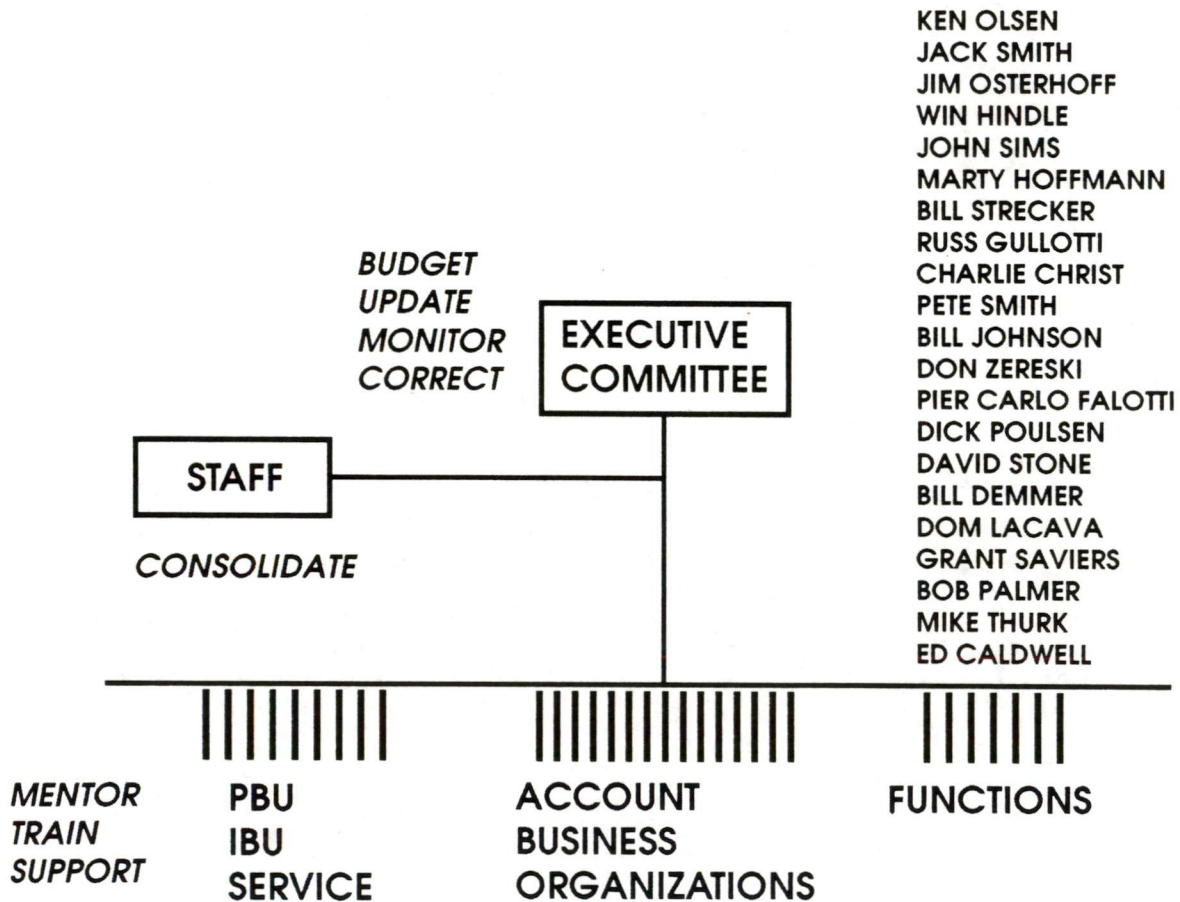 KEN OLSEN
JACK SMITH
JIM OSTERHOFF
WIN HINDLE
JOHN SIMS
MARTY HOFFMANN
BILL STRECKER
RUSS GULLOTTI
CHARLIE CHRIST
PETE SMITH
BILL JOHNSON
DON ZERESKI
PIER CARLO FALOTTI
DICK POULSEN
DAVID STONE
BILL DEMMER
DOM LACAVA
GRANT SAVIERS
BOB PALMER
MIKE THURK
ED CALDWELL
BUDGET
UPDATE
MONITOR
CORRECT
EXECUTIVE
COMMITTEE
STAFF
CONSOLIDATE
MENTOR
TRAIN
SUPPORT
PBU
IBU
SERVICE
ACCOUNT
BUSINESS
ORGANIZATIONS
FUNCTIONS